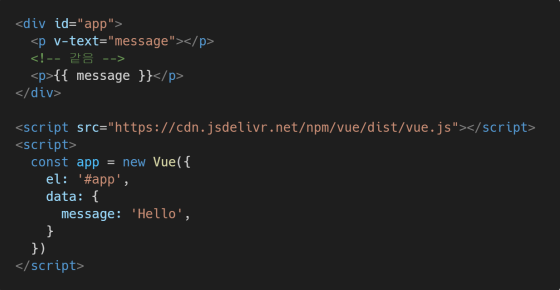 <div id="app">
  <p v-text="message"></p>
  <!-- 같음 -->
  <p>{{ message }}</p>
</div>

<script src="https://cdn.jsdelivr.net/npm/vue/dist/vue.js"></script>
<script>
  const app = new Vue({
    el: '#app',
    data: {
      message: 'Hello',
    }
  })
</script>